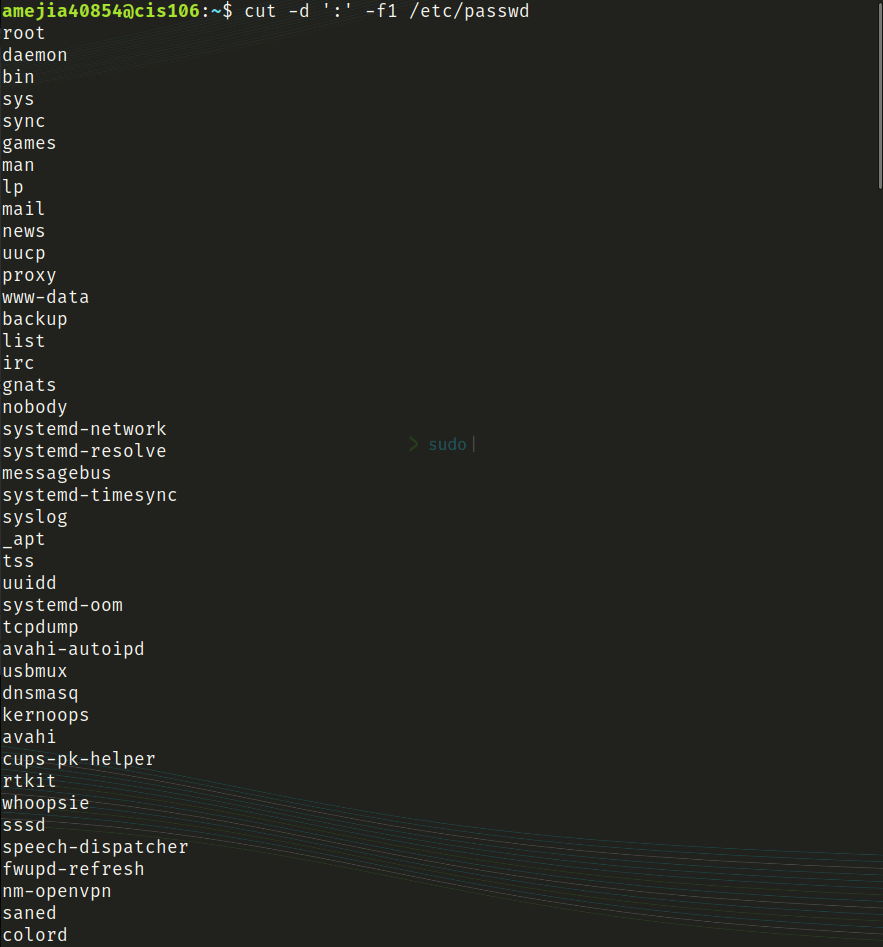 amejia40854@cis106:~$ cut -d ':' -f1 /etc/passwd
root
daemon
bin
sys
sync
games
man
lp
mail
news
uucp
proxy
www-data
backup
list
irc
gnats
nobody
systemd-network
> sudo|
systemd-resolve
messagebus
systemd-timesync
syslog
_apt
tss
uuidd
systemd-oom
tcpdump
avahi-autoipd
usbmux
dnsmasq
kernoops
avahi
cups-pk-helper
rtkit
whoopsie
sssd
speech-dispatcher
fwupd-refresh
nm-openvpn
saned
colord